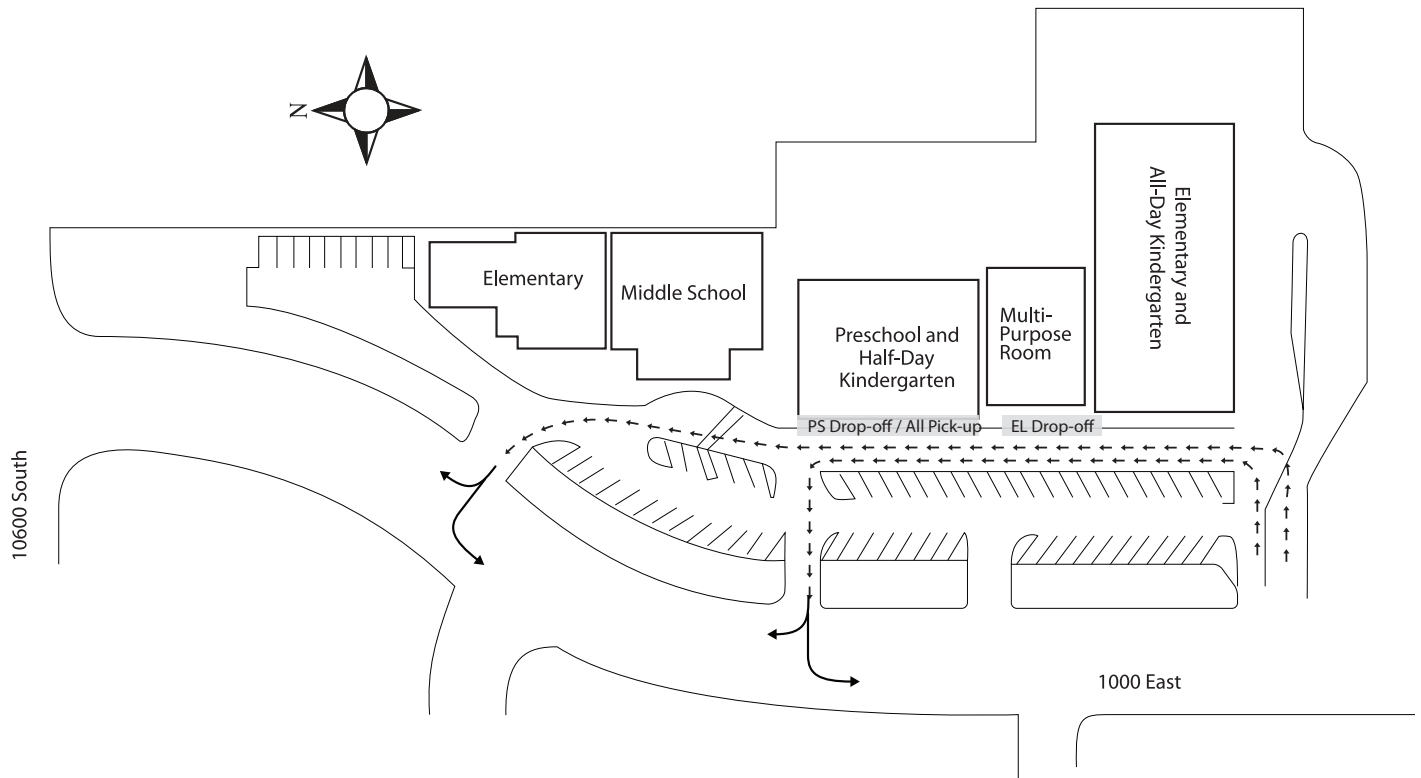 N
Elementary
Middle School
Preschool and
Half-Day
Kindergarten
Multi-
Purpose
Room
Elementary and
All-Day Kindergarten
PS Drop-off / All Pick-up
EL Drop-off
10600 South
1000 East